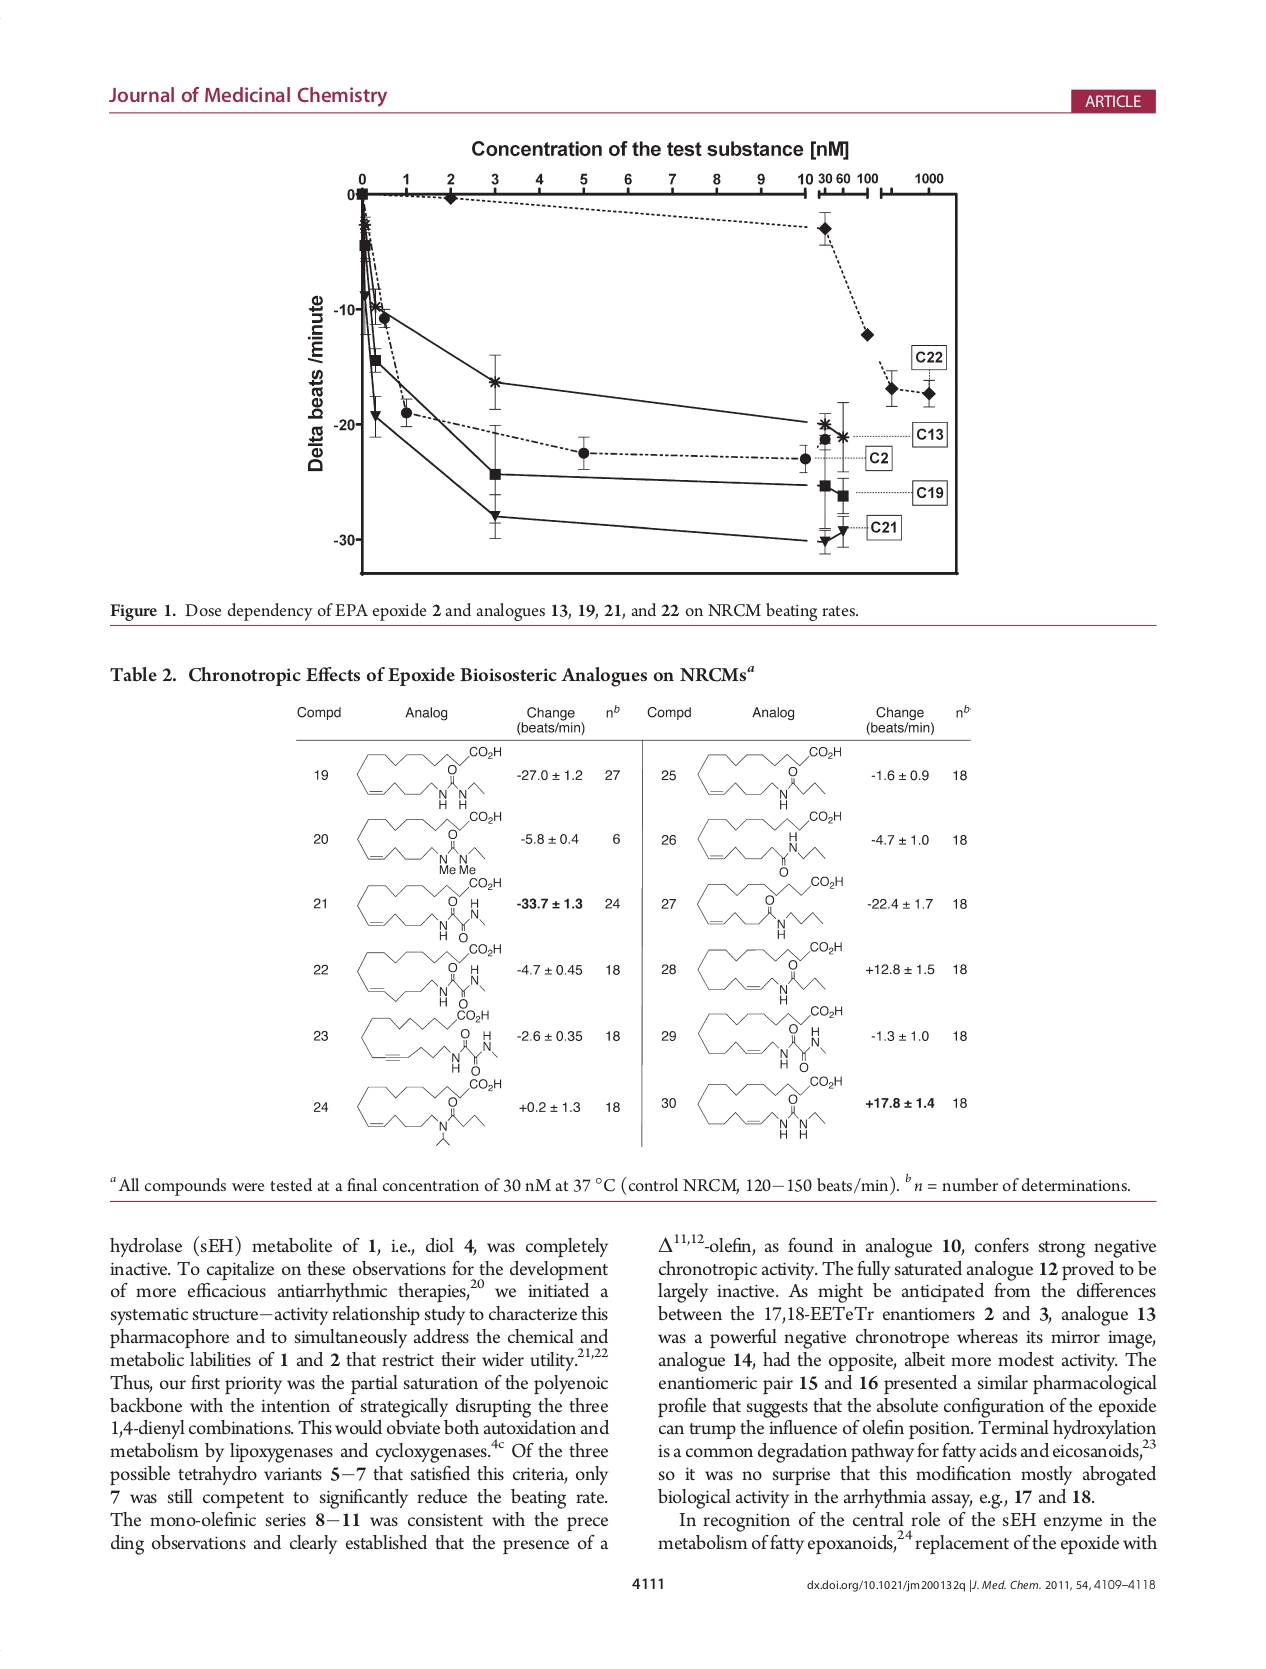 Journal of Medicinal Chemistry
ARTICLE
Concentration of the test substance [nM]
0 1 2 3 4 5 6 7 8 9 10 30 60 100 1000
0
-10
-20
-30
Delta beats /minute
C22
C13
C2
C19
C21
Figure 1. Dose dependency of EPA epoxide 2 and analogues 13, 19, 21, and 22 on NRCM beating rates.
Table 2. Chronotropic Effects of Epoxide Bioisosteric Analogues on NRCMsᵃ
Compd Analog Change nᵇ Compd Analog Change nᵇ
(beats/min) (beats/min)
19 CO₂H O N H N H -27.0 ± 1.2 27 25 CO₂H O N H -1.6 ± 0.9 18
20 CO₂H O N Me N Me -5.8 ± 0.4 6 26 CO₂H H N O -4.7 ± 1.0 18
21 CO₂H O H N N H O -33.7 ± 1.3 24 27 CO₂H O N H -22.4 ± 1.7 18
22 CO₂H O H N N H O -4.7 ± 0.45 18 28 CO₂H O N H +12.8 ± 1.5 18
23 CO₂H O H N N H O -2.6 ± 0.35 18 29 CO₂H O H N N H O -1.3 ± 1.0 18
24 CO₂H O N +0.2 ± 1.3 18 30 CO₂H O N H N H +17.8 ± 1.4 18
ᵃ All compounds were tested at a final concentration of 30 nM at 37 °C (control NRCM, 120−150 beats/min). ᵇ n = number of determinations.
hydrolase (sEH) metabolite of 1, i.e., diol 4, was completely
inactive. To capitalize on these observations for the development
of more efficacious antiarrhythmic therapies,²⁰ we initiated a
systematic structure−activity relationship study to characterize this
pharmacophore and to simultaneously address the chemical and
metabolic labilities of 1 and 2 that restrict their wider utility.²¹,²²
Thus, our first priority was the partial saturation of the polyenoic
backbone with the intention of strategically disrupting the three
1,4-dienyl combinations. This would obviate both autoxidation and
metabolism by lipoxygenases and cycloxygenases.⁴ᶜ Of the three
possible tetrahydro variants 5−7 that satisfied this criteria, only
7 was still competent to significantly reduce the beating rate.
The mono-olefinic series 8−11 was consistent with the prece
ding observations and clearly established that the presence of a
Δ¹¹,¹²-olefin, as found in analogue 10, confers strong negative
chronotropic activity. The fully saturated analogue 12 proved to be
largely inactive. As might be anticipated from the differences
between the 17,18-EETeTr enantiomers 2 and 3, analogue 13
was a powerful negative chronotrope whereas its mirror image,
analogue 14, had the opposite, albeit more modest activity. The
enantiomeric pair 15 and 16 presented a similar pharmacological
profile that suggests that the absolute configuration of the epoxide
can trump the influence of olefin position. Terminal hydroxylation
is a common degradation pathway for fatty acids and eicosanoids,²³
so it was no surprise that this modification mostly abrogated
biological activity in the arrhythmia assay, e.g., 17 and 18.
In recognition of the central role of the sEH enzyme in the
metabolism of fatty epoxanoids,²⁴ replacement of the epoxide with
4111
dx.doi.org/10.1021/jm200132q |J. Med. Chem. 2011, 54, 4109–4118